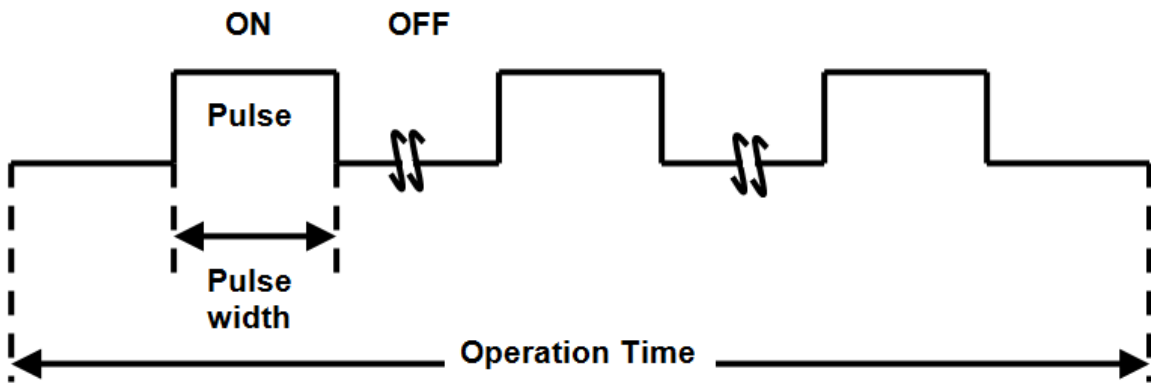 ON OFF
Pulse
Pulse
width
Operation Time